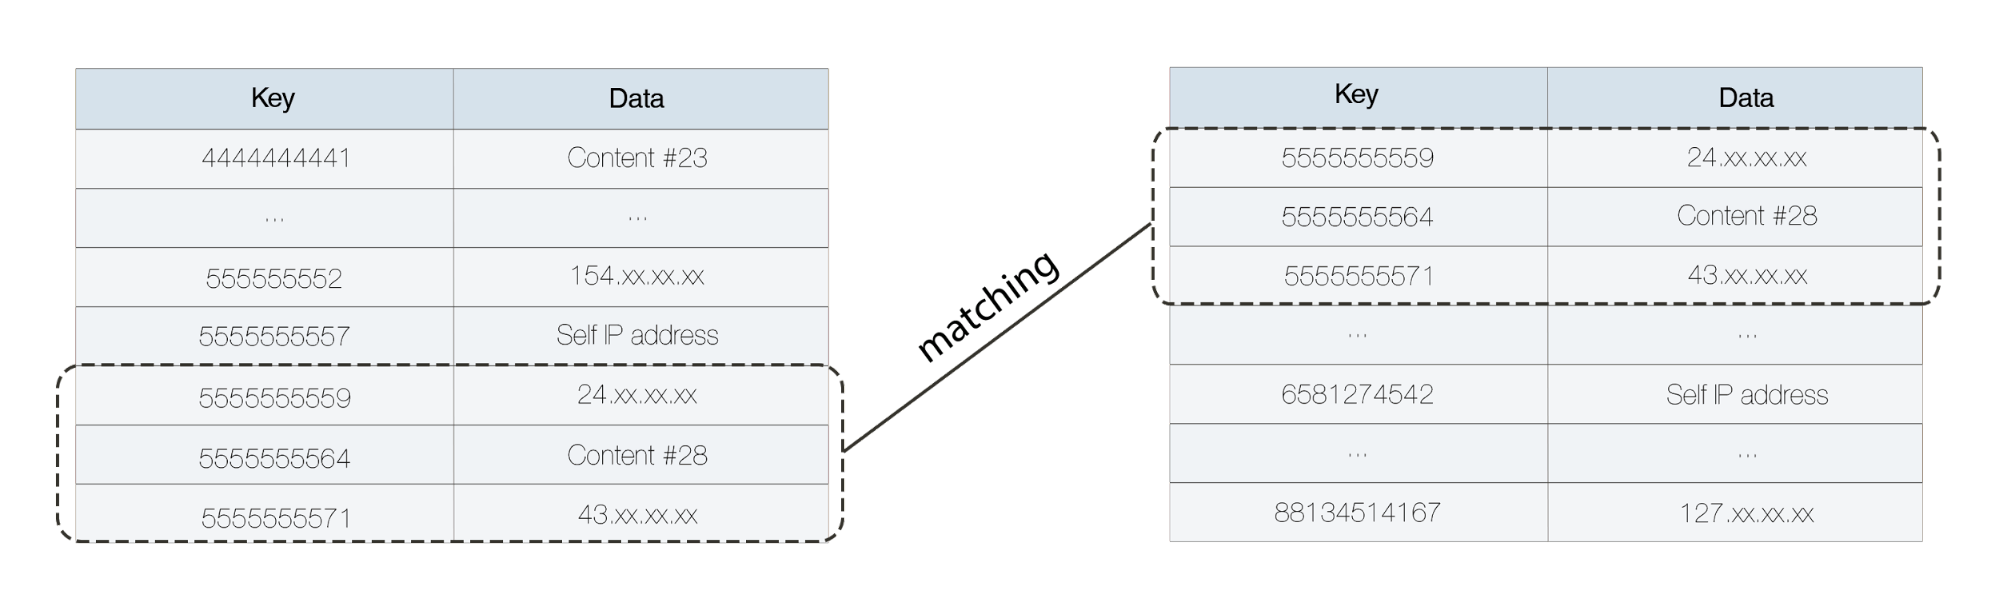 Key Data
4444444441 Content #23
... ...
555555552 154.xx.xx.xx
5555555557 Self IP address
5555555559 24.xx.xx.xx
5555555564 Content #28
5555555571 43.xx.xx.xx
matching
Key Data
5555555559 24.xx.xx.xx
5555555564 Content #28
5555555571 43.xx.xx.xx
... ...
6581274542 Self IP address
... ...
88134514167 127.xx.xx.xx